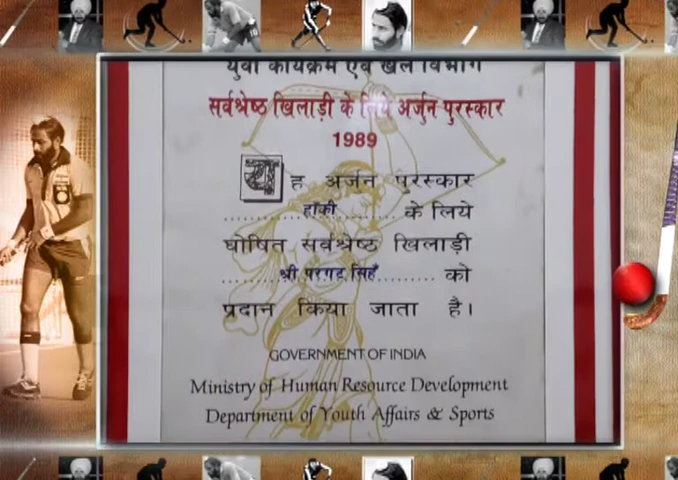 युवा कार्यक्रम एवं खेल विभाग
सर्वश्रेष्ठ खिलाड़ी के लिये अर्जुन पुरस्कार
1989
यह अर्जुन पुरस्कार
हॉकी के लिये
घोषित सर्वश्रेष्ठ खिलाड़ी
श्री परगट सिहँ को
प्रदान किया जाता है।
GOVERNMENT OF INDIA
Ministry of Human Resource Development
Department of Youth Affairs & Sports